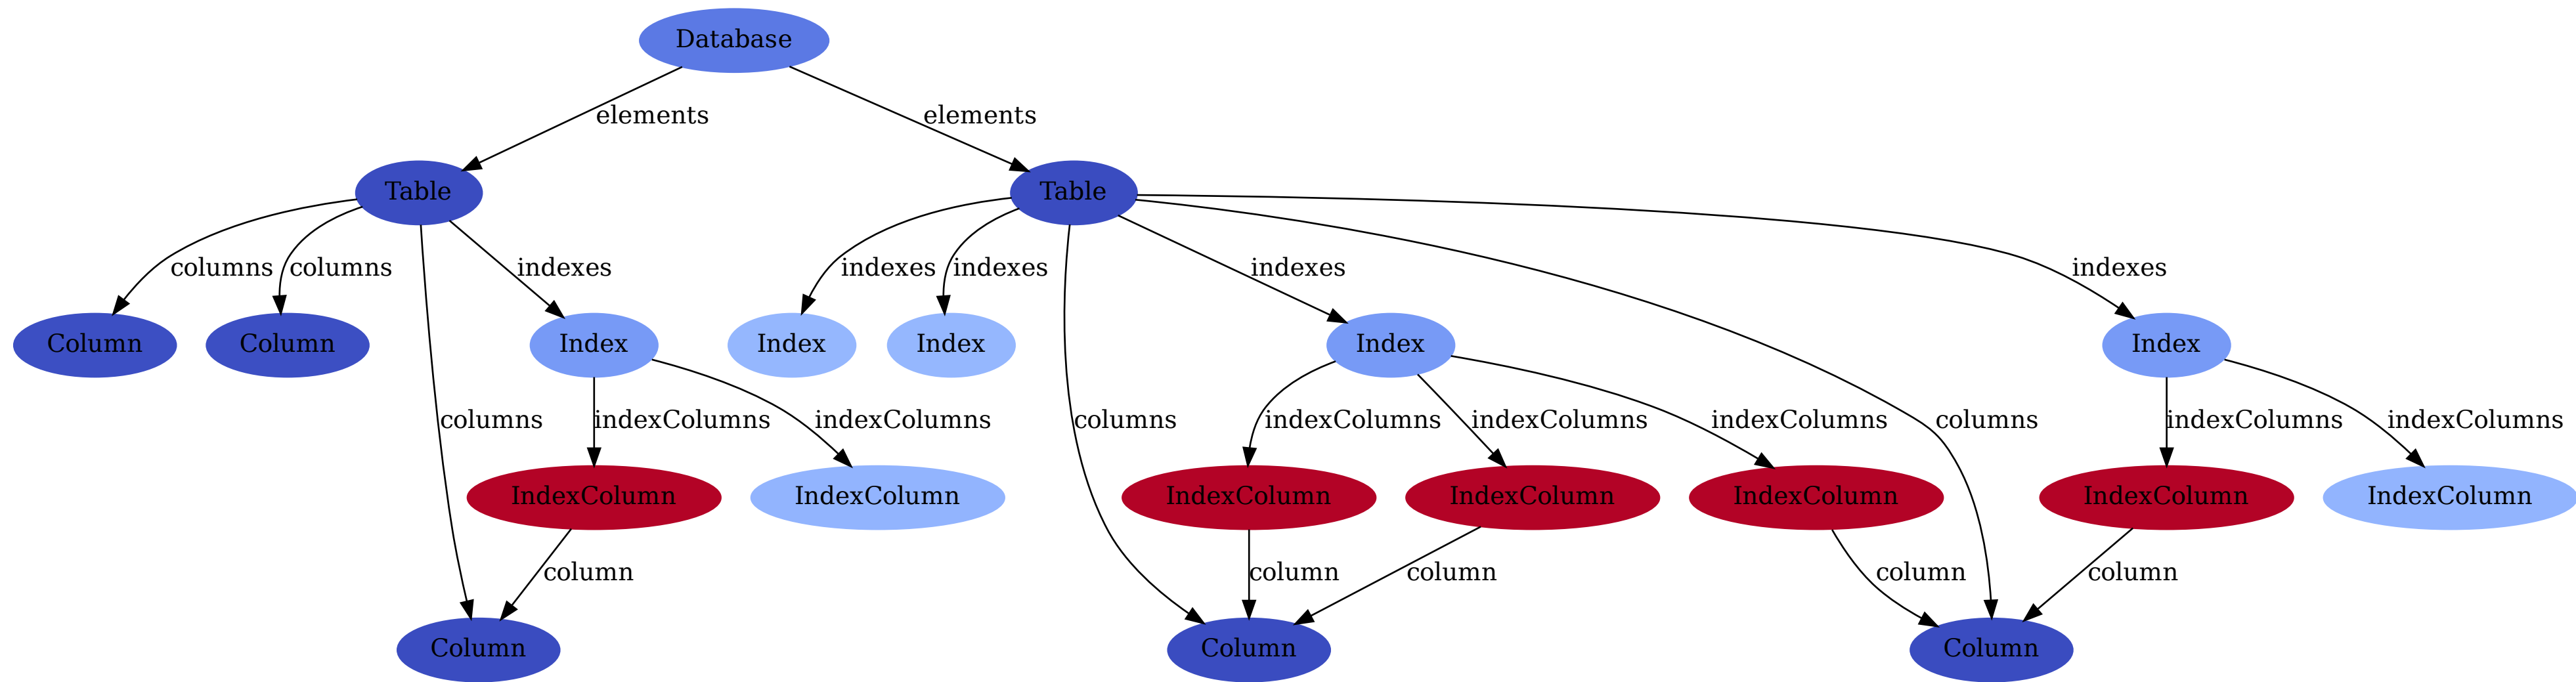 Database
elements
elements
Table
Table
columns
columns
indexes
indexes
indexes
indexes
indexes
Column
Column
Index
Index
Index
Index
Index
columns
indexColumns
indexColumns
columns
indexColumns
indexColumns
indexColumns
columns
indexColumns
indexColumns
IndexColumn
IndexColumn
IndexColumn
IndexColumn
IndexColumn
IndexColumn
IndexColumn
column
column
column
column
column
Column
Column
Column